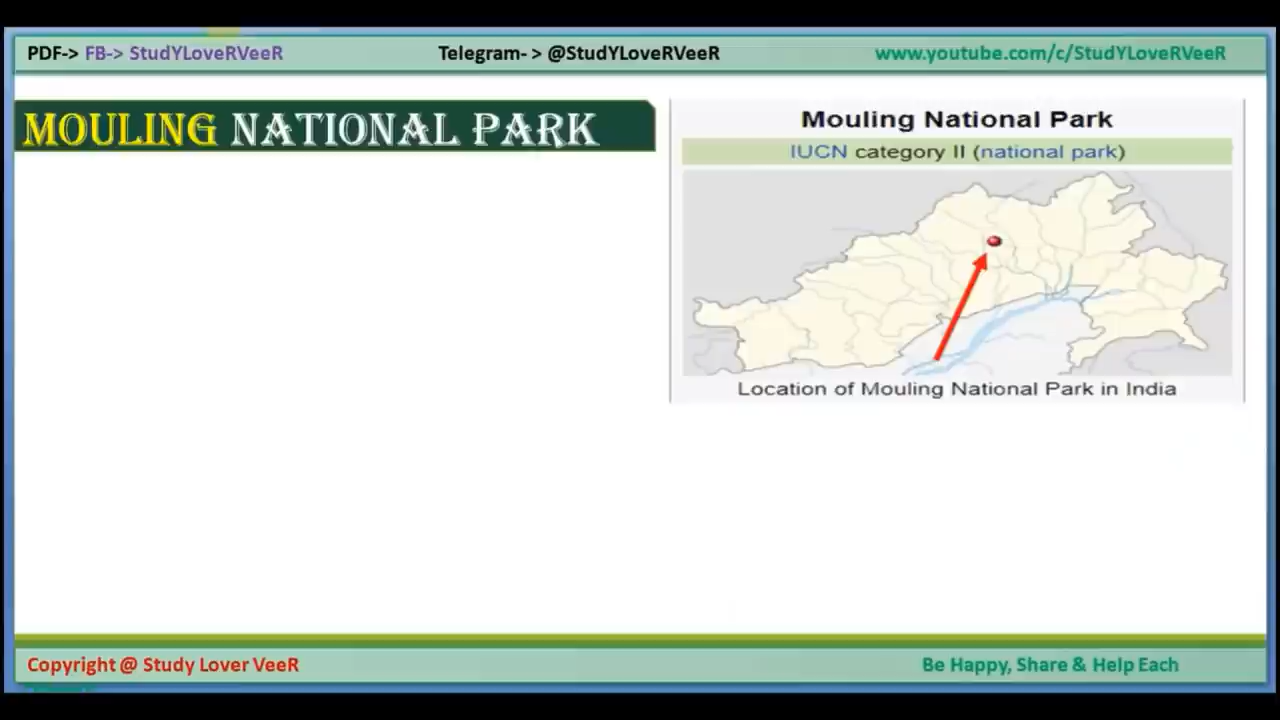 PDF-> FB-> StudYLoveRVeeR Telegram- > @StudYLoveRVeeR www.youtube.com/c/StudYLoveRVeeR
MOULING NATIONAL PARK
Mouling National Park
IUCN category II (national park)
Location of Mouling National Park in India
Copyright @ Study Lover VeeR Be Happy, Share & Help Each